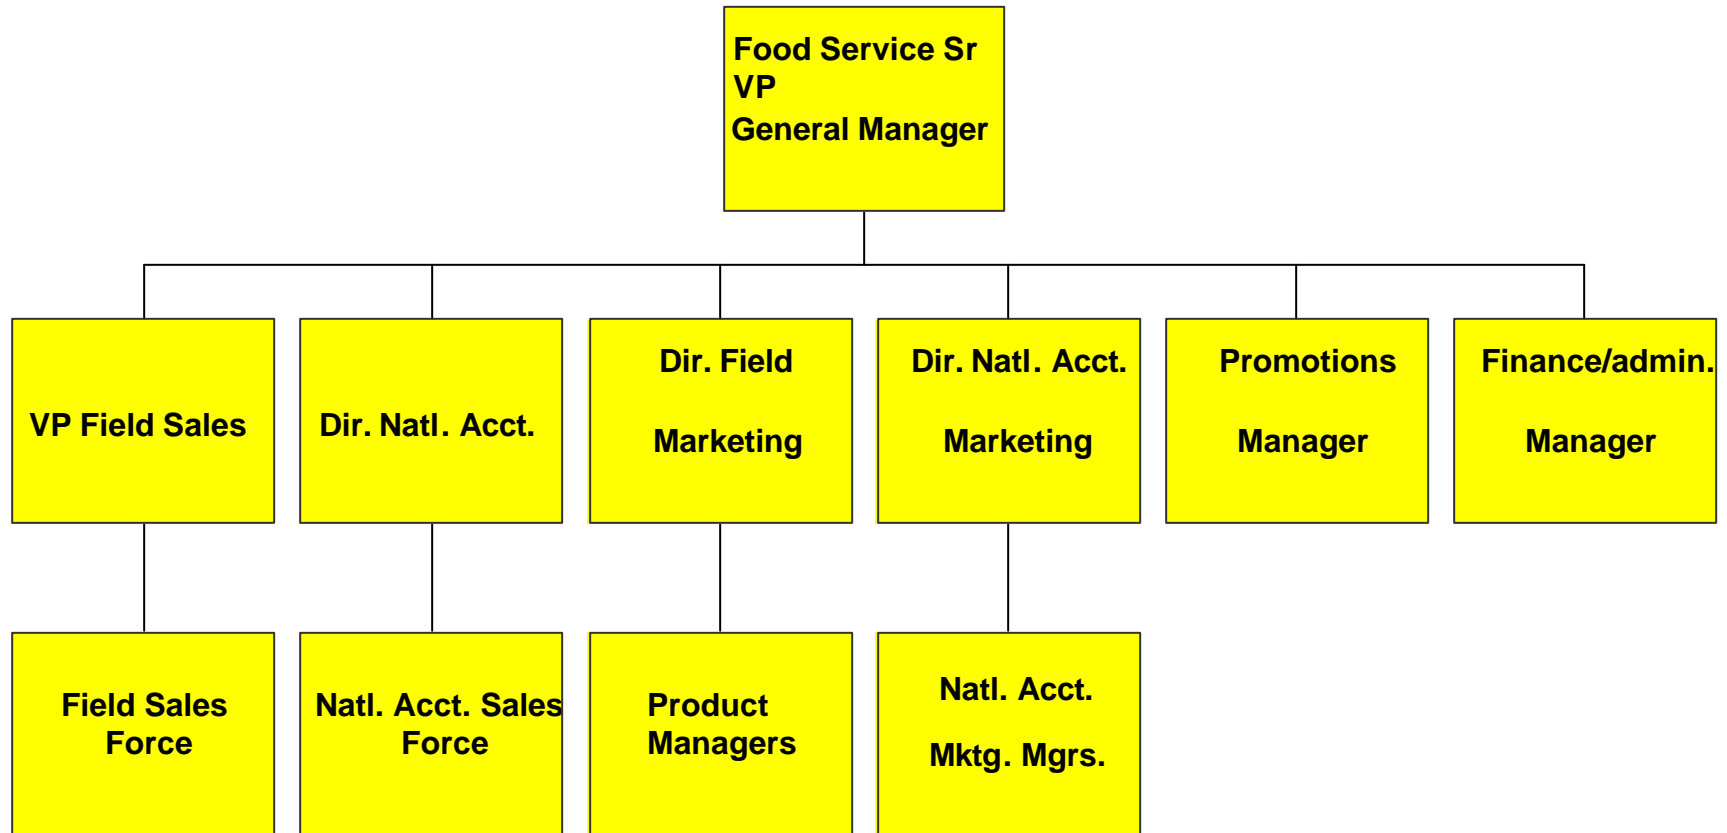 Food Service Sr
VP
General Manager
VP Field Sales
Dir. Natl. Acct.
Dir. Field
Marketing
Dir. Natl. Acct.
Marketing
Promotions
Manager
Finance/admin.
Manager
Field Sales
Force
Natl. Acct. Sales
Force
Product
Managers
Natl. Acct.
Mktg. Mgrs.